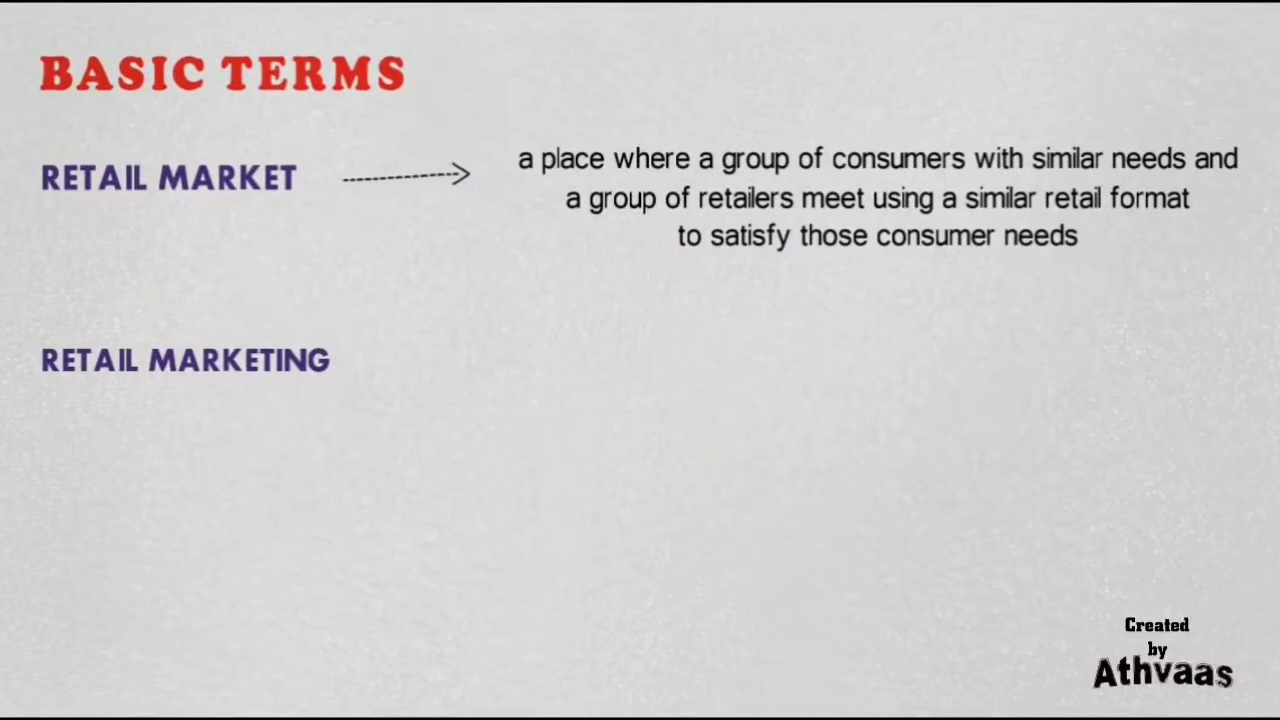 BASIC TERMS
RETAIL MARKET
a place where a group of consumers with similar needs and
a group of retailers meet using a similar retail format
to satisfy those consumer needs
RETAIL MARKETING
Created
by
Athvaas